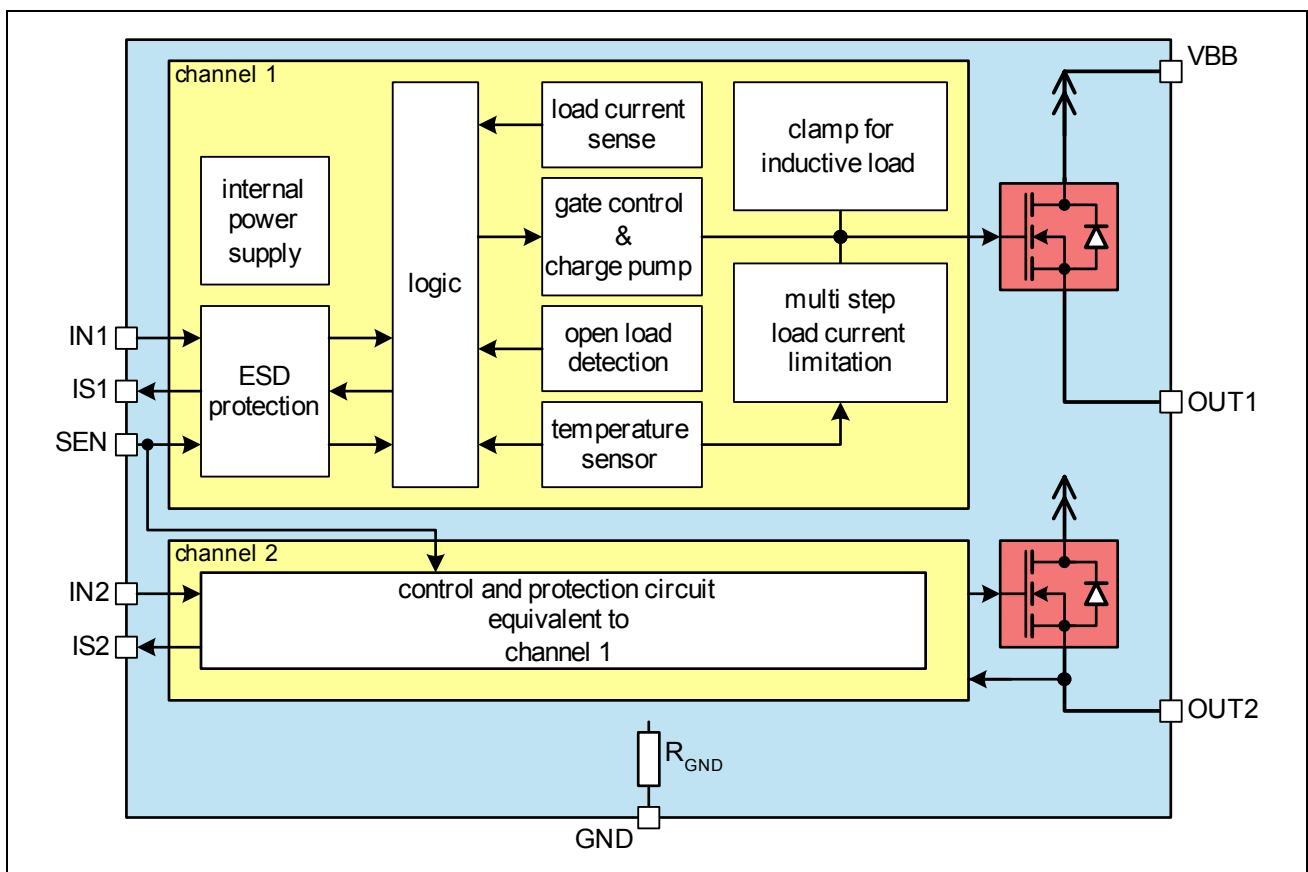 VBB
channel 1
load current
sense
clamp for
inductive load
internal
power
supply
gate control
&
charge pump
logic
multi step
load current
limitation
IN1
IS1
SEN
ESD
protection
open load
detection
temperature
sensor
OUT1
channel 2
IN2
IS2
control and protection circuit
equivalent to
channel 1
OUT2
RGND
GND